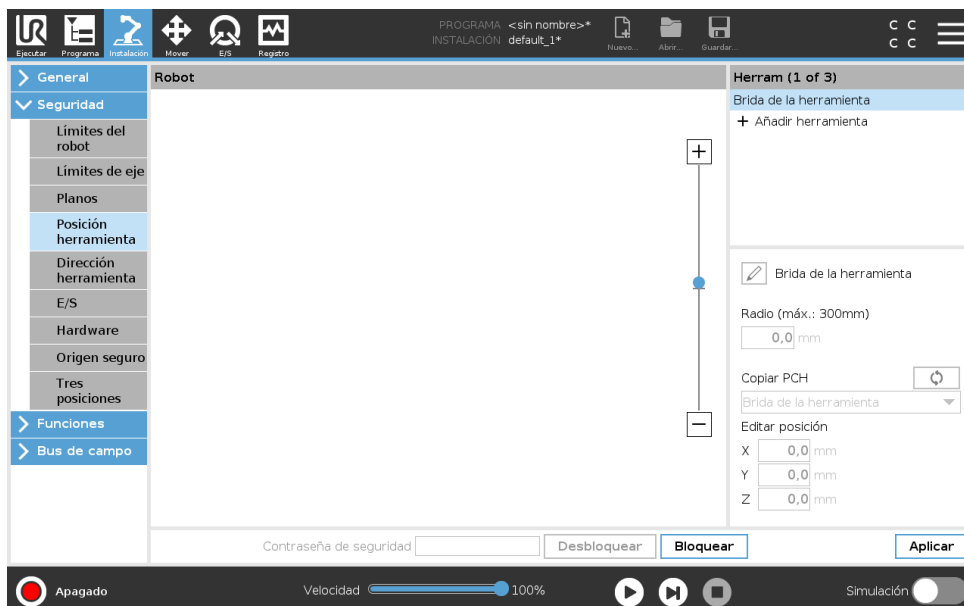 PROGRAMA <sin nombre>*
INSTALACIÓN default_1*
Ejecutar Programa Instalación Mover E/S Registro
Nuevo... Abrir... Guardar...
C C
C C
General
Seguridad
Límites del
robot
Límites de eje
Planos
Posición
herramienta
Dirección
herramienta
E/S
Hardware
Origen seguro
Tres
posiciones
Funciones
Bus de campo
Robot
Herram (1 of 3)
Brida de la herramienta
+ Añadir herramienta
Brida de la herramienta
Radio (máx.: 300mm)
0,0 mm
Copiar PCH
Brida de la herramienta
Editar posición
X 0,0 mm
Y 0,0 mm
Z 0,0 mm
Contraseña de seguridad Desbloquear Bloquear Aplicar
Apagado Velocidad 100% Simulación